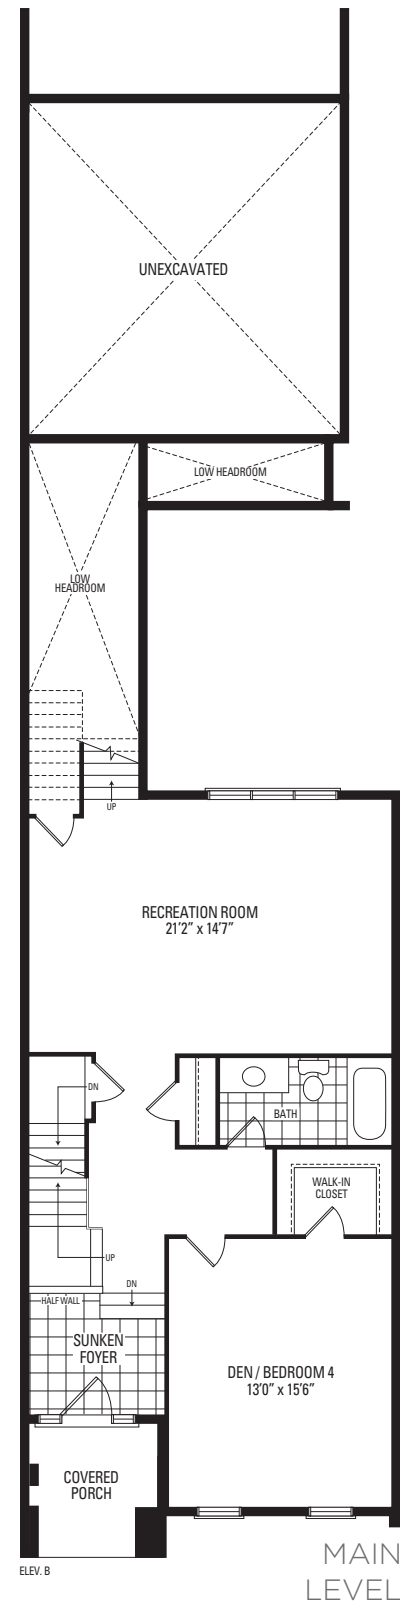 UNEXCAVATED
LOW HEADROOM
LOW
HEADROOM
UP
RECREATION ROOM
21'2" x 14'7"
DN
BATH
WALK-IN
CLOSET
UP
DN
HALF WALL
SUNKEN
FOYER
DEN / BEDROOM 4
13'0" x 15'6"
COVERED
PORCH
ELEV. B
MAIN
LEVEL